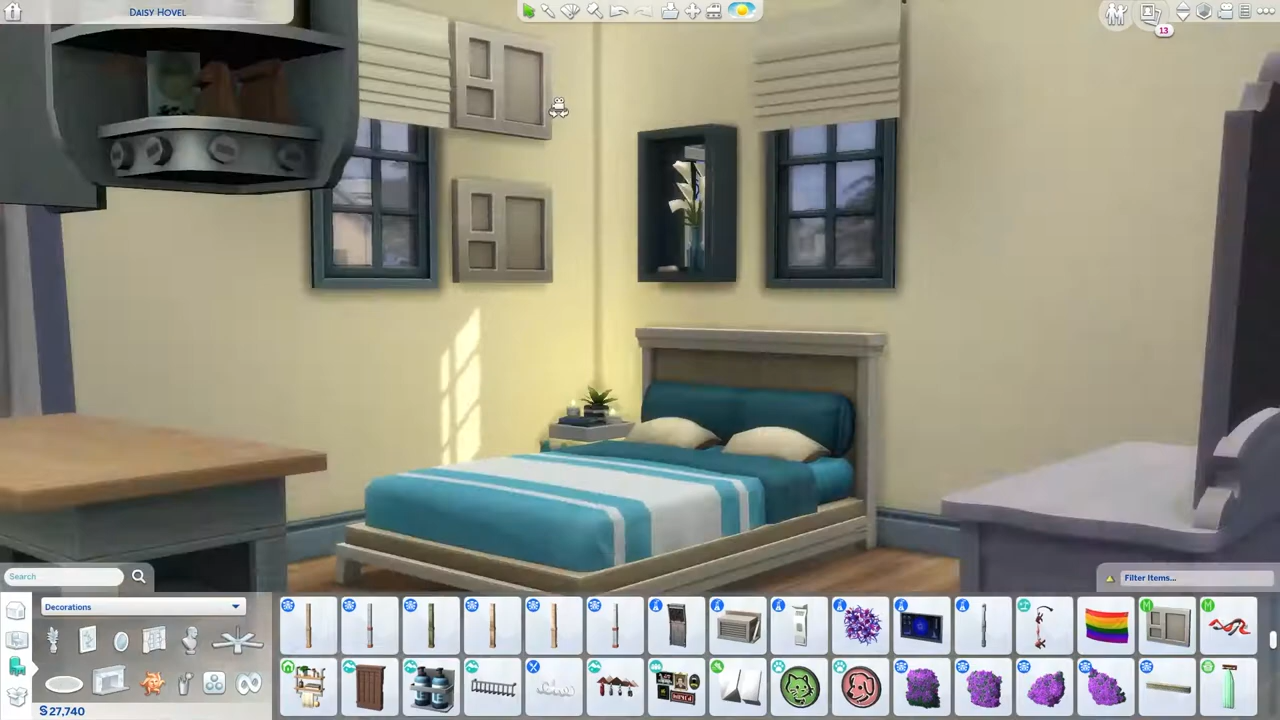 DAISY HOVEL
13
Search
Filter Items...
Decorations
§27,740